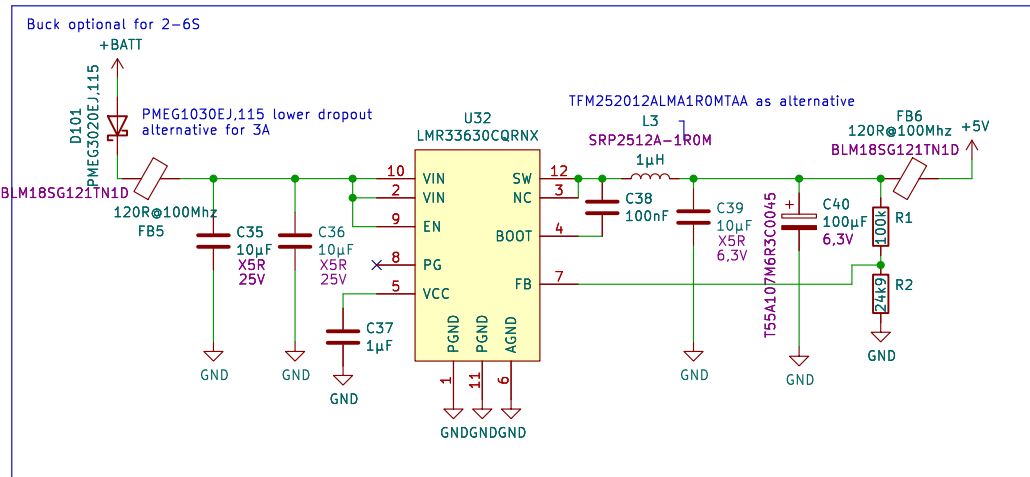 Buck optional for 2-6S
+BATT
D101
PMEG3020EJ,115
PMEG1030EJ,115 lower dropout
alternative for 3A
BLM18SG121TN1D
120R@100Mhz
FB5
C35
10µF
X5R
25V
GND
C36
10µF
X5R
25V
GND
C37
1µF
GND
U32
LMR33630CQRNX
10
VIN
2
VIN
9
EN
8
PG
5
VCC
12
SW
3
NC
4
BOOT
7
FB
PGND
PGND
AGND
1
11
6
GND
GND
GND
TFM252012ALMA1R0MTAA as alternative
L3
SRP2512A-1R0M
1µH
C38
100nF
C39
10µF
X5R
6,3V
GND
C40
100µF
6,3V
+
T55A107M6R3C0045
GND
FB6
120R@100Mhz
BLM18SG121TN1D
+5V
R1
100k
R2
24k9
GND